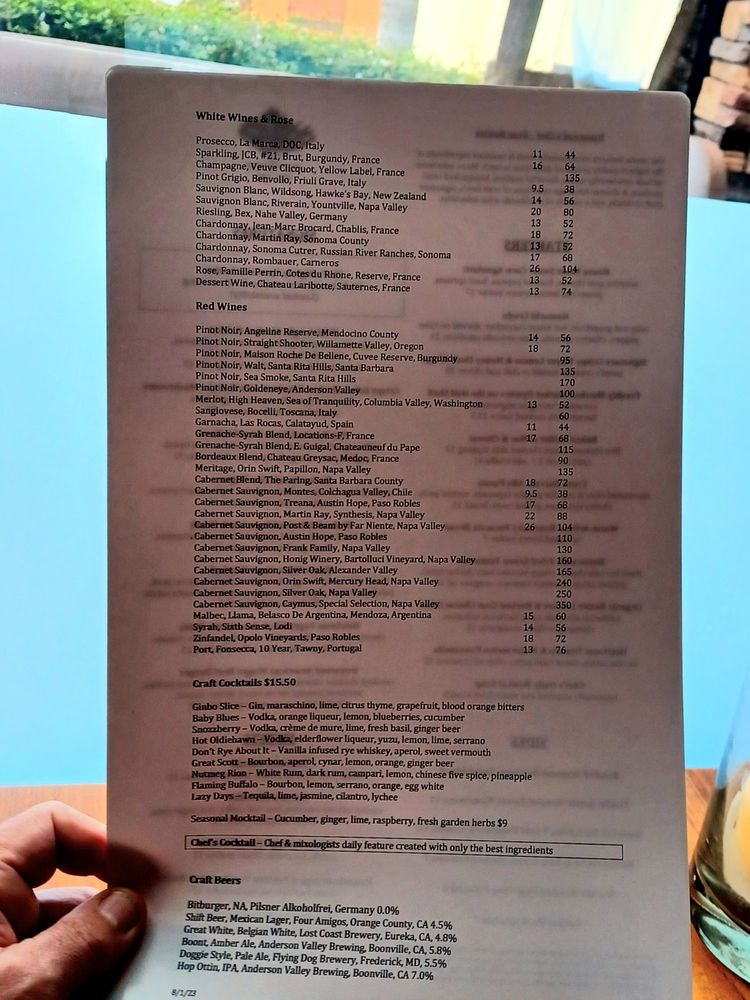 White Wines & Rose
Prosecco, La Marca, DOC, Italy 11 44
Sparkling, JCB, #21, Brut, Burgundy, France 16 64
Champagne, Veuve Clicquot, Yellow Label, France 135
Pinot Grigio, Benvolio, Friuli Grave, Italy 9.5 38
Sauvignon Blanc, Wildsong, Hawke's Bay, New Zealand 14 56
Sauvignon Blanc, Riverain, Yountville, Napa Valley 20 80
Riesling, Bex, Nahe Valley, Germany 13 52
Chardonnay, Jean-Marc Brocard, Chablis, France 18 72
Chardonnay, Martin Ray, Sonoma County 13 52
Chardonnay, Sonoma Cutrer, Russian River Ranches, Sonoma 17 68
Chardonnay, Rombauer, Carneros 26 104
Rose, Famille Perrin, Cotes du Rhone, Reserve, France 13 52
Dessert Wine, Chateau Laribotte, Sauternes, France 13 74
Red Wines
Pinot Noir, Angeline Reserve, Mendocino County 14 56
Pinot Noir, Straight Shooter, Willamette Valley, Oregon 18 72
Pinot Noir, Maison Roche De Bellene, Cuvee Reserve, Burgundy 95
Pinot Noir, Walt, Santa Rita Hills, Santa Barbara 135
Pinot Noir, Sea Smoke, Santa Rita Hills 170
Pinot Noir, Goldeneye, Anderson Valley 100
Merlot, High Heaven, Sea of Tranquility, Columbia Valley, Washington 13 52
Sangiovese, Bocelli, Toscana, Italy 60
Garnacha, Las Rocas, Calatayud, Spain 11 44
Grenache-Syrah Blend, Locations-F, France 17 68
Grenache-Syrah Blend, E. Guigal, Chateauneuf du Pape 115
Bordeaux Blend, Chateau Greysac, Medoc, France 90
Meritage, Orin Swift, Papillon, Napa Valley 135
Cabernet Blend, The Paring, Santa Barbara County 18 72
Cabernet Sauvignon, Montes, Colchagua Valley, Chile 9.5 38
Cabernet Sauvignon, Treana, Austin Hope, Paso Robles 17 68
Cabernet Sauvignon, Martin Ray, Synthesis, Napa Valley 22 88
Cabernet Sauvignon, Post & Beam by Far Niente, Napa Valley 26 104
Cabernet Sauvignon, Austin Hope, Paso Robles 110
Cabernet Sauvignon, Frank Family, Napa Valley 130
Cabernet Sauvignon, Honig Winery, Bartolluci Vineyard, Napa Valley 160
Cabernet Sauvignon, Silver Oak, Alexander Valley 165
Cabernet Sauvignon, Orin Swift, Mercury Head, Napa Valley 240
Cabernet Sauvignon, Silver Oak, Napa Valley 250
Cabernet Sauvignon, Caymus, Special Selection, Napa Valley 350
Malbec, Llama, Belasco De Argentina, Mendoza, Argentina 15 60
Syrah, Sixth Sense, Lodi 14 56
Zinfandel, Opolo Vineyards, Paso Robles 18 72
Port, Fonsecca, 10 Year, Tawny, Portugal 13 76
Craft Cocktails $15.50
Ginbo Slice – Gin, maraschino, lime, citrus thyme, grapefruit, blood orange bitters
Baby Blues – Vodka, orange liqueur, lemon, blueberries, cucumber
Snozzberry – Vodka, crème de mure, lime, fresh basil, ginger beer
Hot Oldiehawn – Vodka, elderflower liqueur, yuzu, lemon, lime, serrano
Don't Rye About It – Vanilla infused rye whiskey, aperol, sweet vermouth
Great Scott – Bourbon, aperol, cynar, lemon, orange, ginger beer
Nutmeg Rion – White Rum, dark rum, campari, lemon, chinese five spice, pineapple
Flaming Buffalo – Bourbon, lemon, serrano, orange, egg white
Lazy Days – Tequila, lime, jasmine, cilantro, lychee
Seasonal Mocktail – Cucumber, ginger, lime, raspberry, fresh garden herbs $9
Chef's Cocktail – Chef & mixologists daily feature created with only the best ingredients
Craft Beers
Bitburger, NA, Pilsner Alkoholfrei, Germany 0.0%
Shift Beer, Mexican Lager, Four Amigos, Orange County, CA 4.5%
Great White, Belgian White, Lost Coast Brewery, Eureka, CA, 4.8%
Boont, Amber Ale, Anderson Valley Brewing, Boonville, CA, 5.8%
Doggie Style, Pale Ale, Flying Dog Brewery, Frederick, MD, 5.5%
Hop Ottin, IPA, Anderson Valley Brewing, Boonville, CA 7.0%
8/1/23